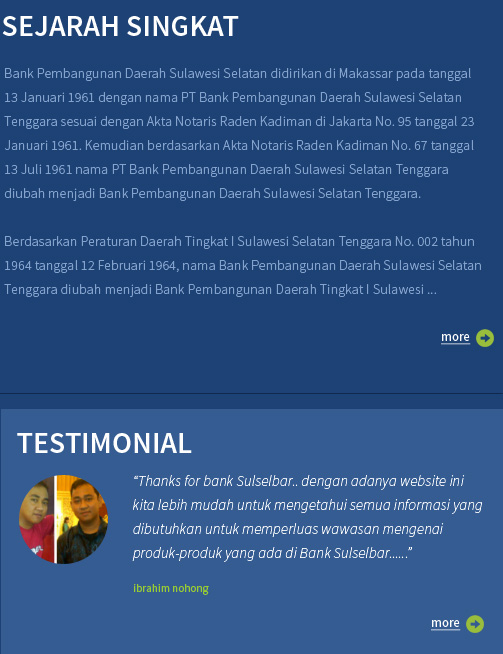 SEJARAH SINGKAT
Bank Pembangunan Daerah Sulawesi Selatan didirikan di Makassar pada tanggal
13 Januari 1961 dengan nama PT Bank Pembangunan Daerah Sulawesi Selatan
Tenggara sesuai dengan Akta Notaris Raden Kadiman di Jakarta No. 95 tanggal 23
Januari 1961. Kemudian berdasarkan Akta Notaris Raden Kadiman No. 67 tanggal
13 Juli 1961 nama PT Bank Pembangunan Daerah Sulawesi Selatan Tenggara
diubah menjadi Bank Pembangunan Daerah Sulawesi Selatan Tenggara.
Berdasarkan Peraturan Daerah Tingkat I Sulawesi Selatan Tenggara No. 002 tahun
1964 tanggal 12 Februari 1964, nama Bank Pembangunan Daerah Sulawesi Selatan
Tenggara diubah menjadi Bank Pembangunan Daerah Tingkat I Sulawesi ...
more
TESTIMONIAL
“Thanks for bank Sulselbar.. dengan adanya website ini
kita lebih mudah untuk mengetahui semua informasi yang
dibutuhkan untuk memperluas wawasan mengenai
produk-produk yang ada di Bank Sulselbar......”
ibrahim nohong
more